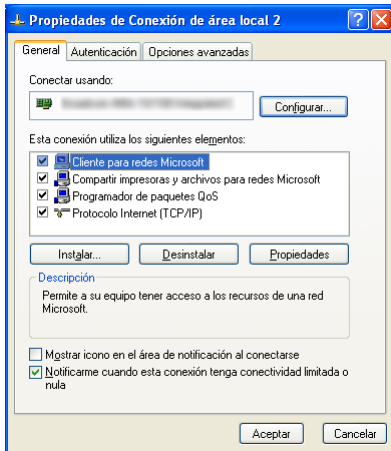 Propiedades de Conexión de área local 2
General
Autenticación
Opciones avanzadas
Conectar usando:
Configurar...
Esta conexión utiliza los siguientes elementos:
Cliente para redes Microsoft
Compartir impresoras y archivos para redes Microsoft
Programador de paquetes QoS
Protocolo Internet (TCP/IP)
Instalar...
Desinstalar
Propiedades
Descripción
Permite a su equipo tener acceso a los recursos de una red
Microsoft.
Mostrar icono en el área de notificación al conectarse
Notificarme cuando esta conexión tenga conectividad limitada o
nula
Aceptar
Cancelar